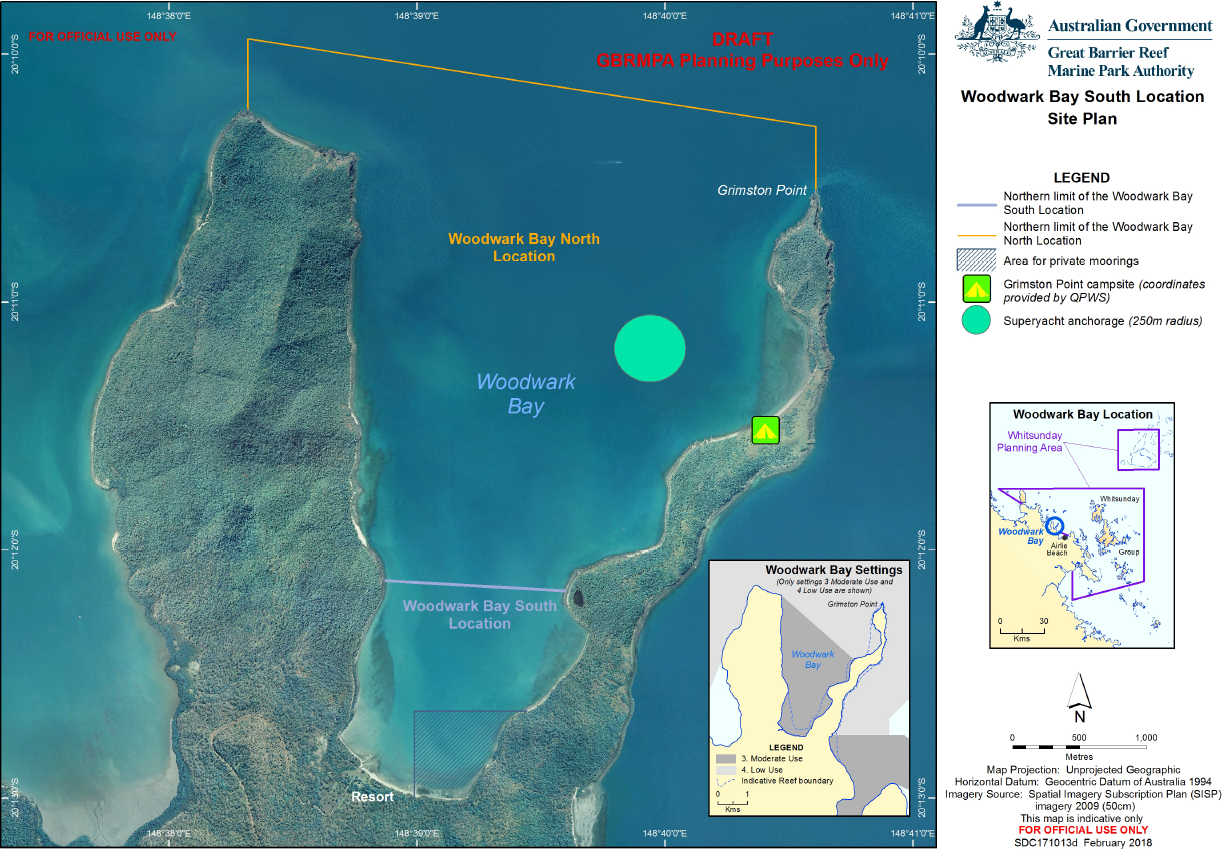 148°38'0"E
148°39'0"E
148°40'0"E
148°41'0"E
FOR OFFICIAL USE ONLY
DRAFT
GBRMPA Planning Purposes Only
20°10'0"S
20°10'0"S
Grimston Point
Woodwark Bay North
Location
20°11'0"S
20°11'0"S
Woodwark
Bay
20°12'0"S
20°12'0"S
Woodwark Bay South
Location
Resort
20°13'0"S
20°13'0"S
148°38'0"E
148°39'0"E
148°40'0"E
148°41'0"E
Woodwark Bay Settings
(Only settings 3 Moderate Use and
4 Low Use are shown)
Grimston Point
Woodwark
Bay
LEGEND
3. Moderate Use
4. Low Use
Indicative Reef boundary
0 1
Kms
Australian Government
Great Barrier Reef
Marine Park Authority
Woodwark Bay South Location
Site Plan
LEGEND
Northern limit of the Woodwark Bay
South Location
Northern limit of the Woodwark Bay
North Location
Area for private moorings
Grimston Point campsite (coordinates
provided by QPWS)
Superyacht anchorage (250m radius)
Woodwark Bay Location
Whitsunday
Planning Area
Whitsunday
Woodwark
Bay
Airlie
Beach
Group
0 30
Kms
N
0 500 1,000
Metres
Map Projection: Unprojected Geographic
Horizontal Datum: Geocentric Datum of Australia 1994
Imagery Source: Spatial Imagery Subscription Plan (SISP)
imagery 2009 (50cm)
This map is indicative only
FOR OFFICIAL USE ONLY
SDC171013d February 2018